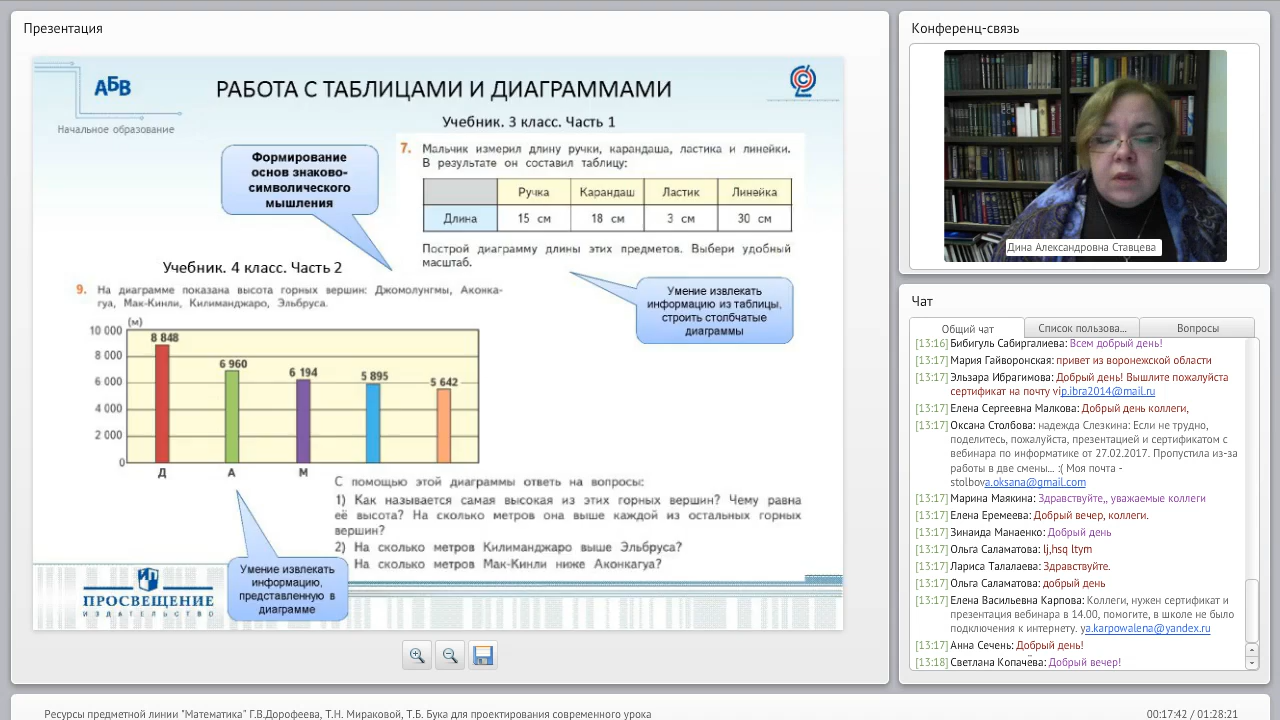 Презентация
АБВ
Начальное образование
РАБОТА С ТАБЛИЦАМИ И ДИАГРАММАМИ
Учебник. 3 класс. Часть 1
Формирование
основ знаково-
символического
мышления
7. Мальчик измерил длину ручки, карандаша, ластика и линейки.
В результате он составил таблицу:
Ручка Карандаш Ластик Линейка
Длина 15 см 18 см 3 см 30 см
Построй диаграмму длины этих предметов. Выбери удобный
масштаб.
Умение извлекать
информацию из таблицы,
строить столбчатые
диаграммы
Учебник. 4 класс. Часть 2
9. На диаграмме показана высота горных вершин: Джомолунгмы, Аконка-
гуа, Мак-Кинли, Килиманджаро, Эльбруса.
(м)
10 000
8 000
6 000
4 000
2 000
0
8 848
6 960
6 194
5 895
5 642
Д А М
С помощью этой диаграммы ответь на вопросы:
1) Как называется самая высокая из этих горных вершин? Чему равна
её высота? На сколько метров она выше каждой из остальных горных
вершин?
2) На сколько метров Килиманджаро выше Эльбруса?
На сколько метров Мак-Кинли ниже Аконкагуа?
Умение извлекать
информацию,
представленную в
диаграмме
ПРОСВЕЩЕНИЕ
ИЗДАТЕЛЬСТВО
Конференц-связь
Дина Александровна Ставцева
Чат
Общий чат
Список пользова...
Вопросы
[13:16] Бибигуль Сабиргалиева: Всем добрый день!
[13:17] Мария Гайворонская: привет из воронежской области
[13:17] Эльзара Ибрагимова: Добрый день! Вышлите пожалуйста
сертификат на почту vip.ibra2014@mail.ru
[13:17] Елена Сергеевна Малкова: Добрый день коллеги,
[13:17] Оксана Столбова: надежда Слезкина: Если не трудно,
поделитесь, пожалуйста, презентацией и сертификатом с
вебинара по информатике от 27.02.2017. Пропустила из-за
работы в две смены... :( Моя почта -
stolbova.oksana@gmail.com
[13:17] Марина Маякина: Здравствуйте,, уважаемые коллеги
[13:17] Елена Еремеева: Добрый вечер, коллеги.
[13:17] Зинаида Манаенко: Добрый день
[13:17] Ольга Саламатова: lj,hsq ltym
[13:17] Лариса Талалаева: Здравствуйте.
[13:17] Ольга Саламатова: добрый день
[13:17] Елена Васильевна Карпова: Коллеги, нужен сертификат и
презентация вебинара в 14.00, помогите, в школе не было
подключения к интернету. ya.karpowalena@yandex.ru
[13:17] Анна Сечень: Добрый день!
[13:18] Светлана Копачёва: Добрый вечер!
Ресурсы предметной линии "Математика" Г.В.Дорофеева, Т.Н. Мираковой, Т.Б. Бука для проектирования современного урока
00:17:42 / 01:28:21